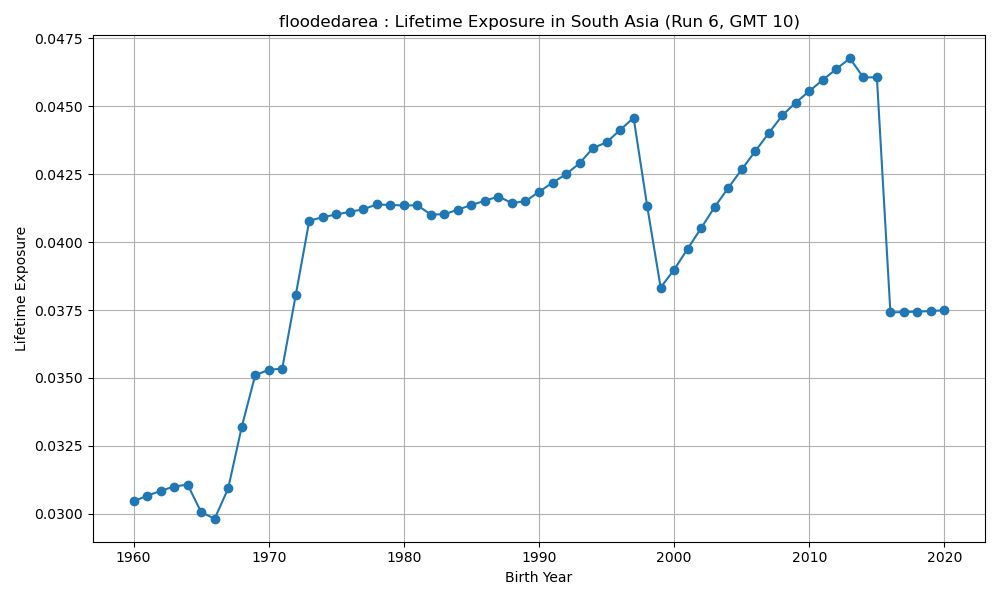 floodedarea : Lifetime Exposure in South Asia (Run 6, GMT 10)
0.0475
0.0450
0.0425
0.0400
0.0375
0.0350
0.0325
0.0300
Lifetime Exposure
1960 1970 1980 1990 2000 2010 2020
Birth Year